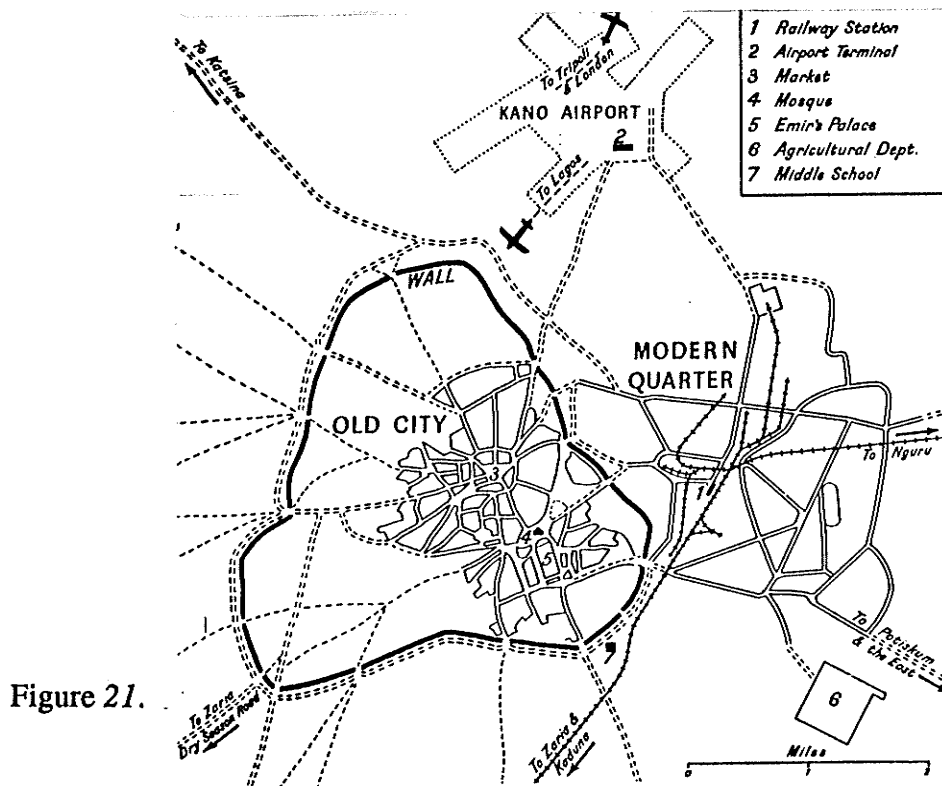 1 Railway Station
2 Airport Terminal
3 Market
4 Mosque
5 Emir's Palace
6 Agricultural Dept.
7 Middle School
To Katsina
To Tripoli
& London
KANO AIRPORT
2
To Lagos
WALL
MODERN
QUARTER
OLD CITY
3
To Nguru
1
4
5
7
To Potiskum
& the East
6
Figure 21.
To Zaria
Dry Season Road
To Zaria &
Kaduna
Miles
0 1 2